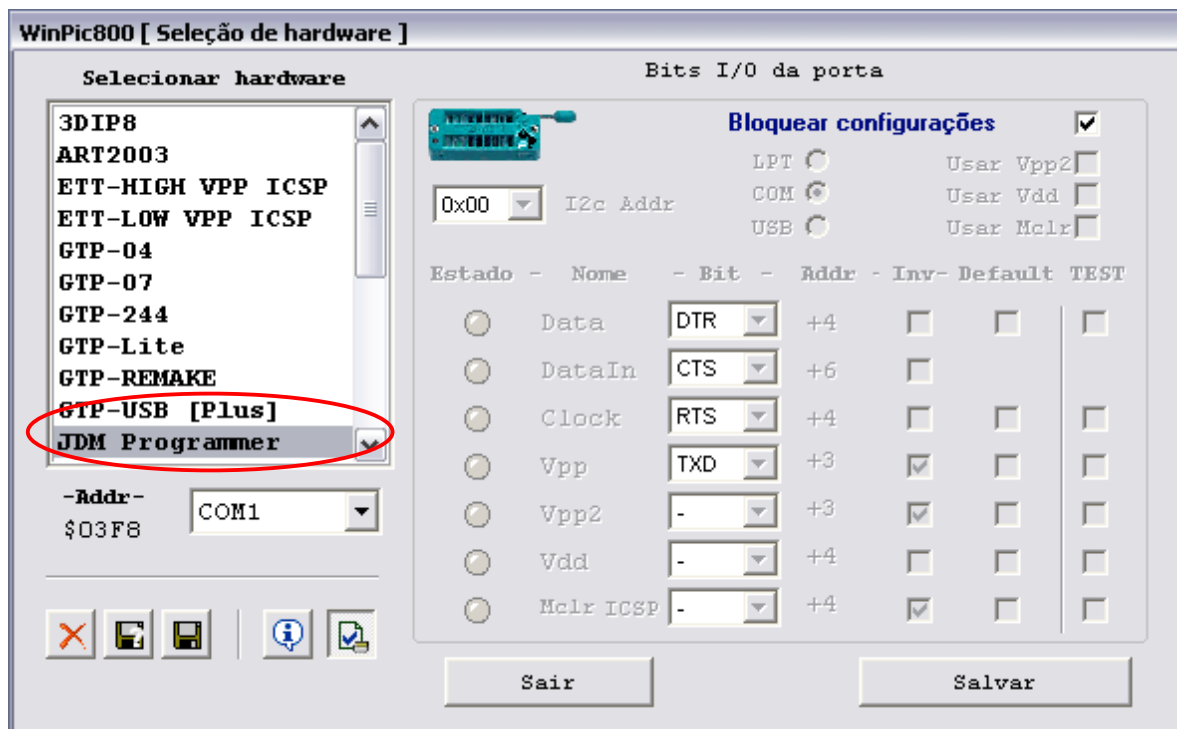 WinPic800 [ Seleção de hardware ]
Selecionar hardware
3DIP8
ART2003
ETT-HIGH VPP ICSP
ETT-LOW VPP ICSP
GTP-04
GTP-07
GTP-244
GTP-Lite
GTP-REMAKE
GTP-USB [Plus]
JDM Programmer
-Addr-
$03F8
COM1
Bits I/O da porta
Bloquear configurações
0x00 I2c Addr
LPT
COM
USB
Usar Vpp2
Usar Vdd
Usar Mclr
Estado - Nome - Bit - Addr - Inv- Default TEST
Data DTR +4
DataIn CTS +6
Clock RTS +4
Vpp TXD +3
Vpp2 - +3
Vdd - +4
Mclr ICSP - +4
Sair
Salvar